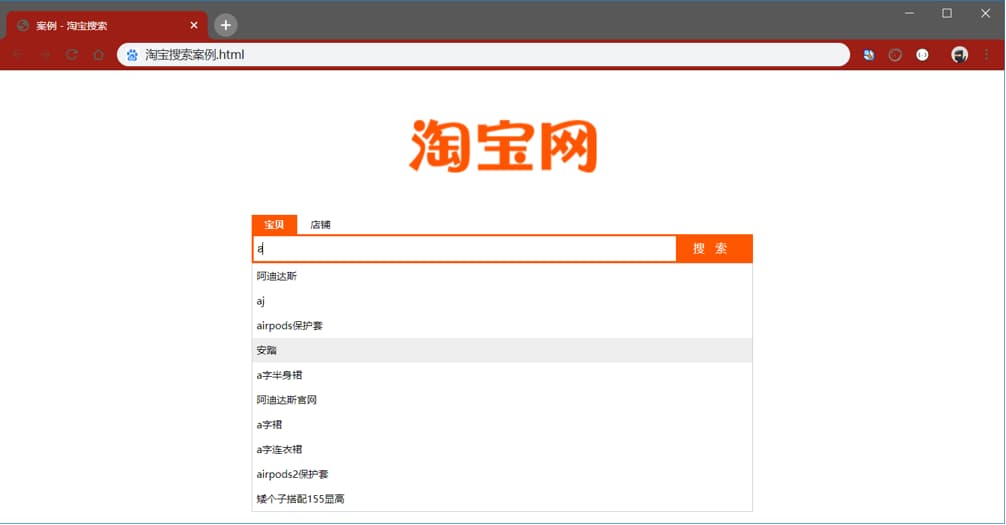 案例 - 淘宝搜索
淘宝搜索案例.html
淘宝网
宝贝 店铺
a 搜 索
阿迪达斯
aj
airpods保护套
安踏
a字半身裙
阿迪达斯官网
a字裙
a字连衣裙
airpods2保护套
矮个子搭配155显高